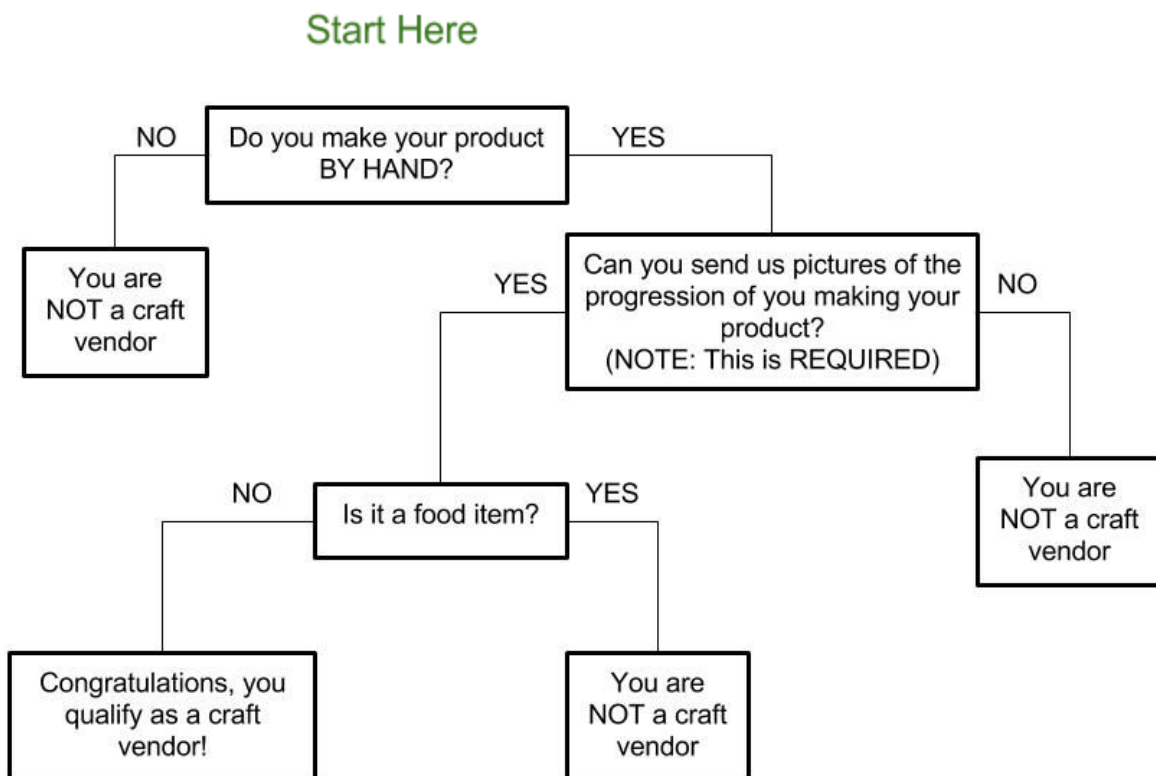 Start Here
NO
Do you make your product
BY HAND?
YES
You are
NOT a craft
vendor
YES
Can you send us pictures of the
progression of you making your
product?
(NOTE: This is REQUIRED)
NO
NO
Is it a food item?
YES
You are
NOT a craft
vendor
Congratulations, you
qualify as a craft
vendor!
You are
NOT a craft
vendor